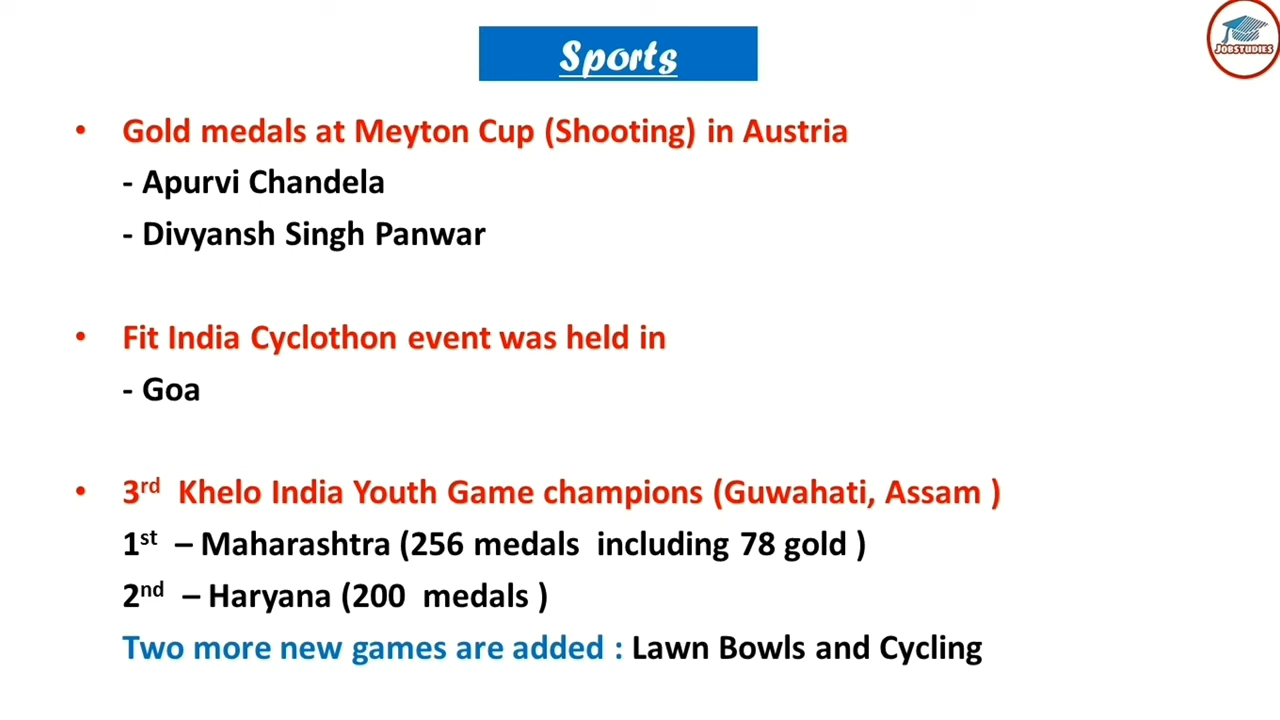 Sports
JOBSTUDIES
• Gold medals at Meyton Cup (Shooting) in Austria
- Apurvi Chandela
- Divyansh Singh Panwar
• Fit India Cyclothon event was held in
- Goa
• 3rd Khelo India Youth Game champions (Guwahati, Assam )
1st – Maharashtra (256 medals including 78 gold )
2nd – Haryana (200 medals )
Two more new games are added : Lawn Bowls and Cycling